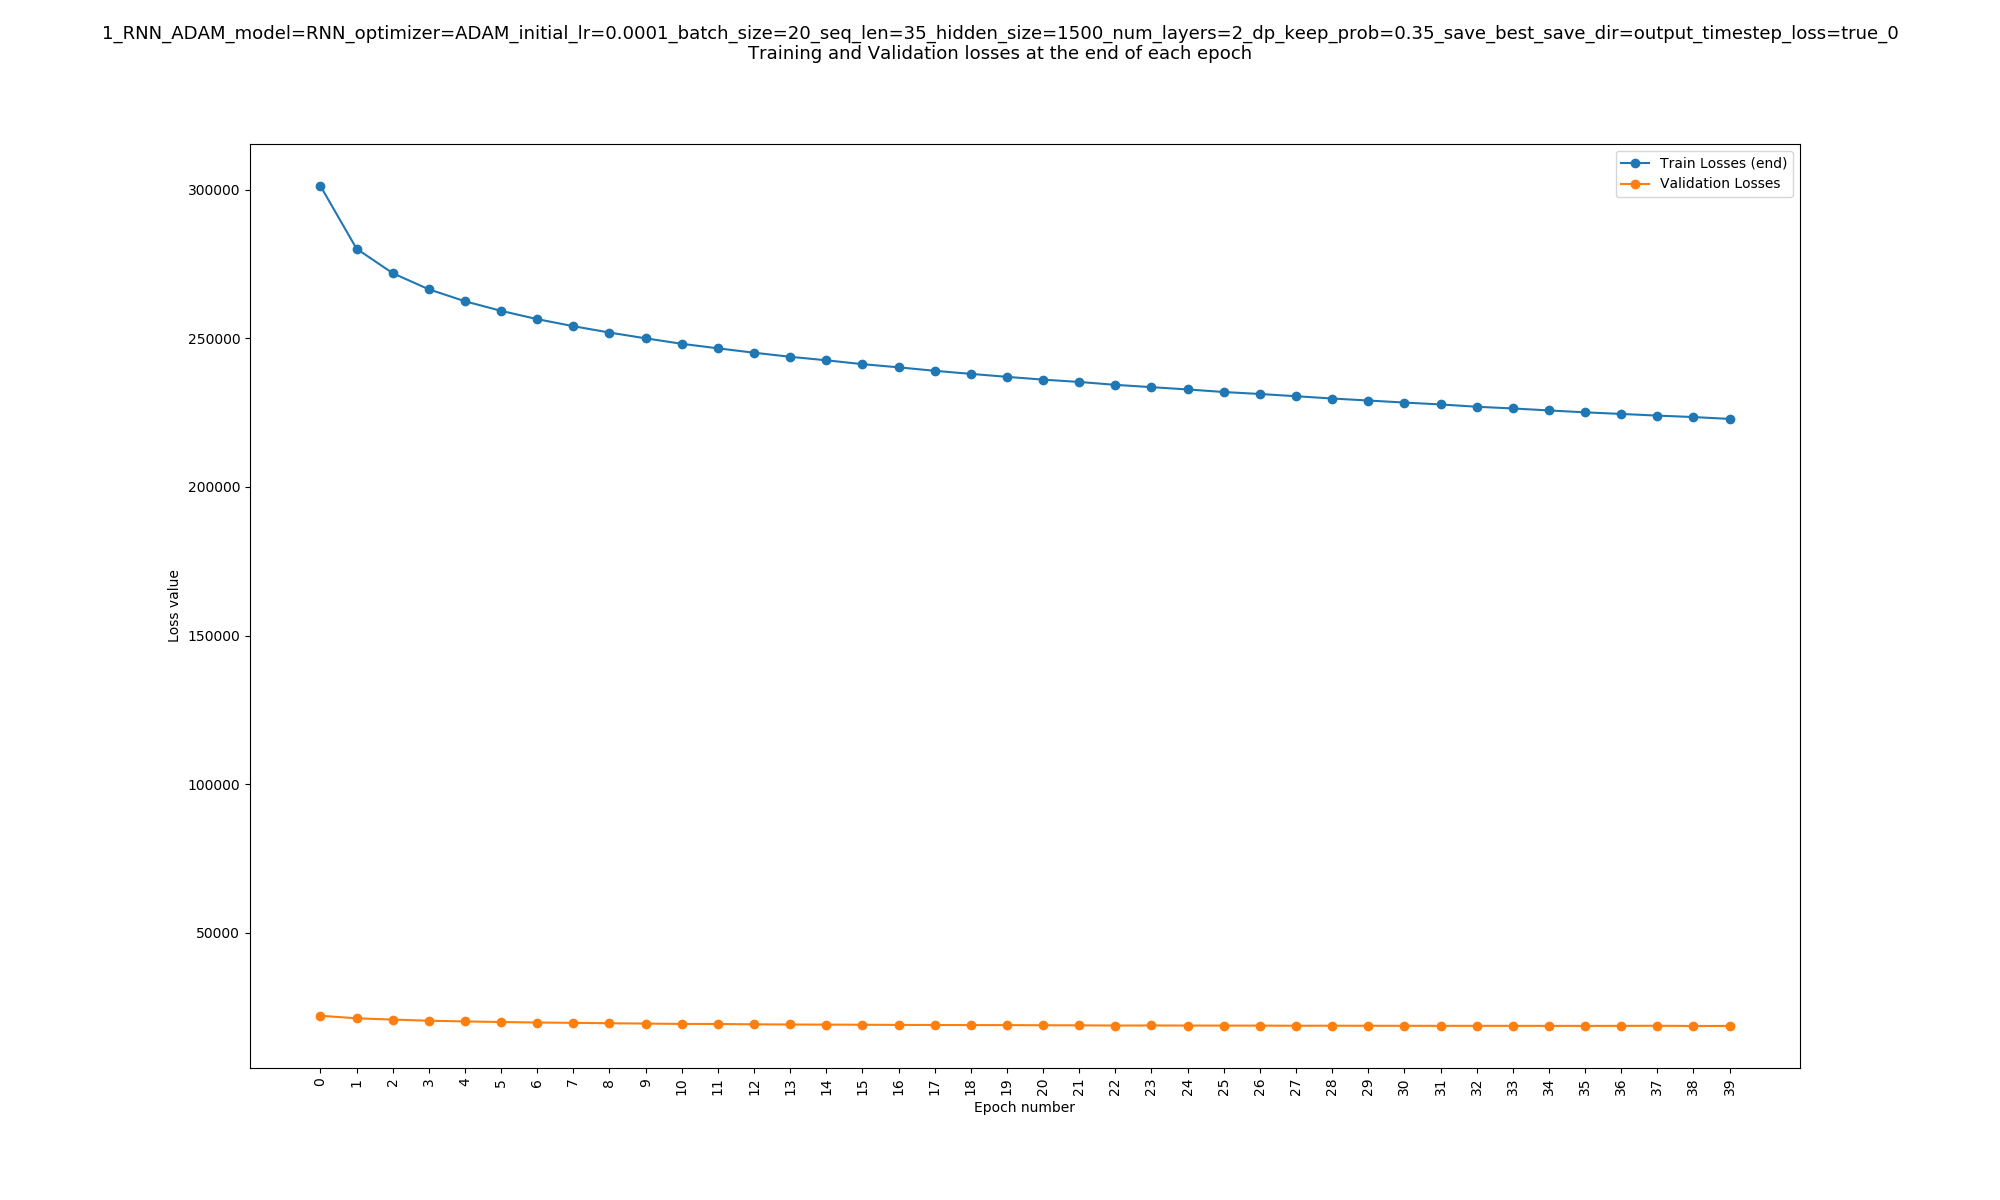 1_RNN_ADAM_model=RNN_optimizer=ADAM_initial_lr=0.0001_batch_size=20_seq_len=35_hidden_size=1500_num_layers=2_dp_keep_prob=0.35_save_best_save_dir=output_timestep_loss=true_0
Training and Validation losses at the end of each epoch
Train Losses (end)
Validation Losses
Loss value
300000
250000
200000
150000
100000
50000
0 1 2 3 4 5 6 7 8 9 10 11 12 13 14 15 16 17 18 19 20 21 22 23 24 25 26 27 28 29 30 31 32 33 34 35 36 37 38 39
Epoch number